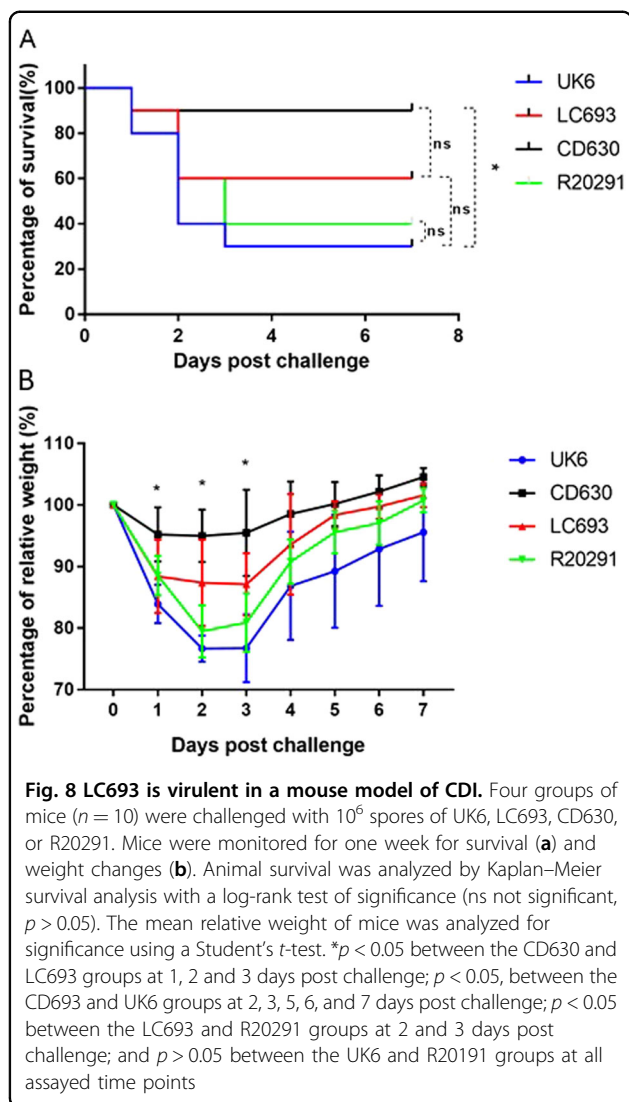 A
Percentage of survival(%)
100
80
60
40
20
0
0
2
4
6
8
Days post challenge
UK6
LC693
CD630
R20291
ns
ns
ns
*
B
Percentage of relative weight (%)
110
100
90
80
70
* * *
0 1 2 3 4 5 6 7
Days post challenge
UK6
CD630
LC693
R20291
Fig. 8 LC693 is virulent in a mouse model of CDI. Four groups of
mice (n = 10) were challenged with 10⁶ spores of UK6, LC693, CD630,
or R20291. Mice were monitored for one week for survival (a) and
weight changes (b). Animal survival was analyzed by Kaplan–Meier
survival analysis with a log-rank test of significance (ns not significant,
p > 0.05). The mean relative weight of mice was analyzed for
significance using a Student's t-test. *p < 0.05 between the CD630 and
LC693 groups at 1, 2 and 3 days post challenge; p < 0.05, between the
CD693 and UK6 groups at 2, 3, 5, 6, and 7 days post challenge; p < 0.05
between the LC693 and R20291 groups at 2 and 3 days post
challenge; and p > 0.05 between the UK6 and R20191 groups at all
assayed time points